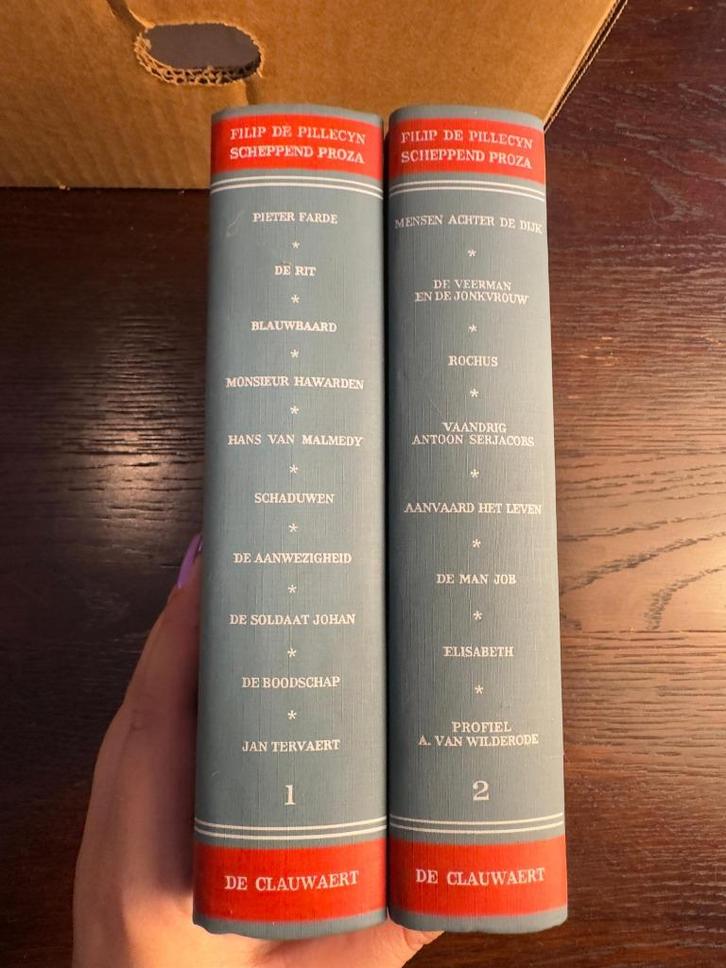 FILIP DE PILLECYN
SCHEPPEND PROZA
PIETER FARDE
*
DE RIT
*
BLAUWBAARD
*
MONSIEUR HAWARDEN
*
HANS VAN MALMEDY
*
SCHADUWEN
*
DE AANWEZIGHEID
*
DE SOLDAAT JOHAN
*
DE BOODSCHAP
*
JAN TERVAERT
1
DE CLAUWAERT
FILIP DE PILLECYN
SCHEPPEND PROZA
MENSEN ACHTER DE DIJK
*
DE VEERMAN
EN DE JONKVROUW
*
ROCHUS
*
VAANDRIG
ANTOON SERJACOBS
*
AANVAARD HET LEVEN
*
DE MAN JOB
*
ELISABETH
*
PROFIEL
A. VAN WILDERODE
2
DE CLAUWAERT